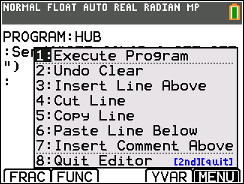 NORMAL FLOAT AUTO REAL RADIAN MP
PROGRAM:HUB
:Se
")
:
1:Execute Program
2:Undo Clear
3:Insert Line Above
4:Cut Line
5:Copy Line
6:Paste Line Below
7:Insert Comment Above
8:Quit Editor [2nd][quit]
FRAC FUNC YVAR MENU